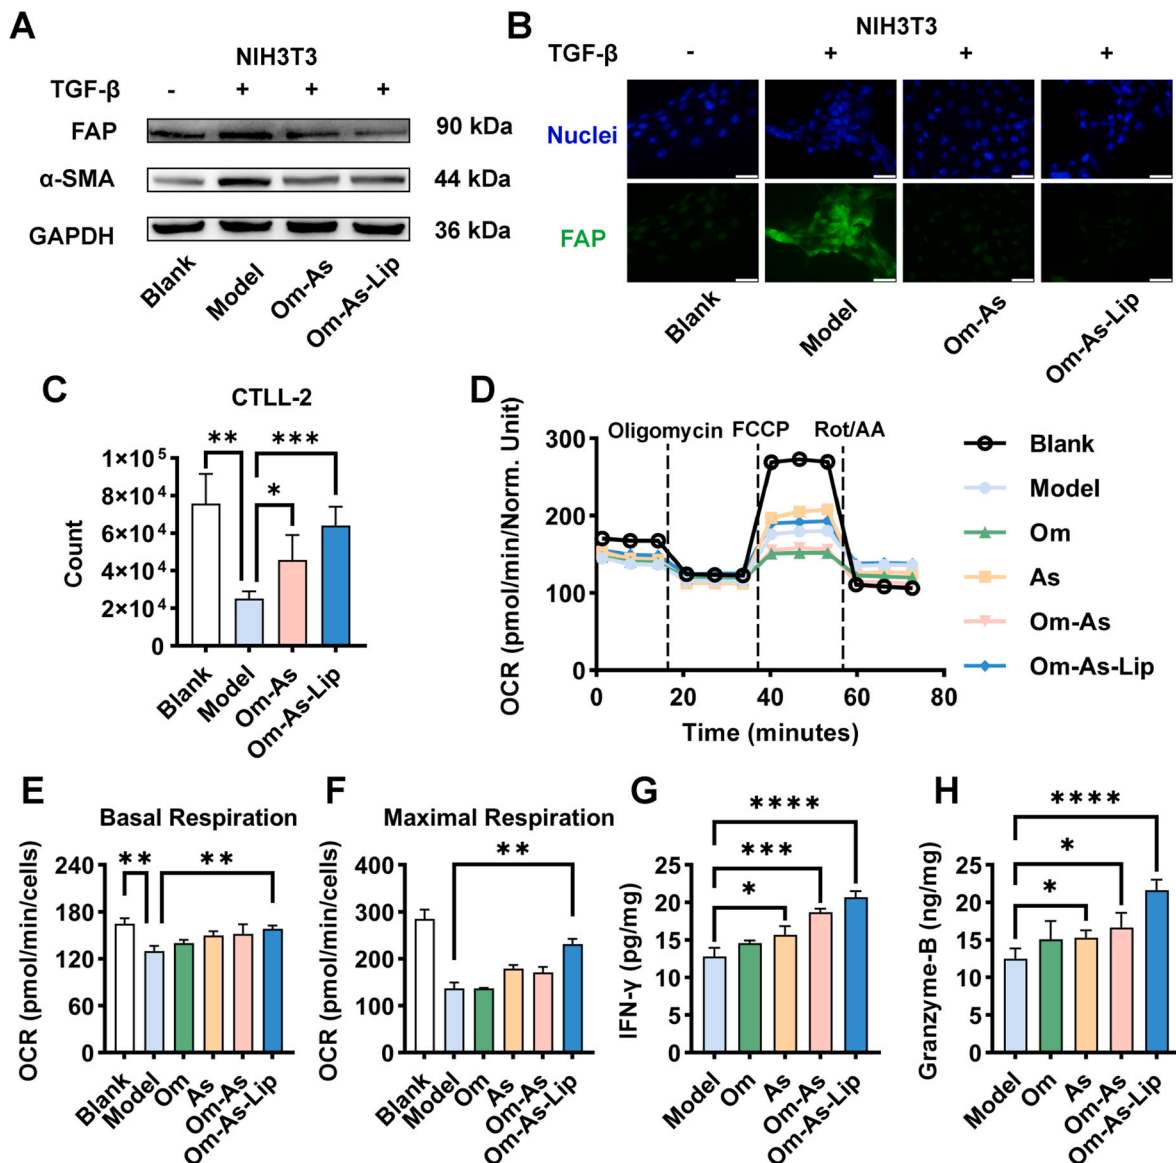 A
NIH3T3
TGF-β - + + +
FAP 90 kDa
α-SMA 44 kDa
GAPDH 36 kDa
Blank Model Om-As Om-As-Lip
B
NIH3T3
TGF-β - + + +
Nuclei
FAP
Blank Model Om-As Om-As-Lip
C
CTLL-2
** ***
*
1×10⁵
8×10⁴
6×10⁴
4×10⁴
2×10⁴
0
Count
Blank Model Om-As Om-As-Lip
D
Oligomycin FCCP Rot/AA
300
200
100
0
OCR (pmol/min/Norm. Unit)
0 20 40 60 80
Time (minutes)
Blank
Model
Om
As
Om-As
Om-As-Lip
E
Basal Respiration
** **
240
180
120
60
0
OCR (pmol/min/cells)
Blank Model Om As Om-As Om-As-Lip
F
Maximal Respiration
**
400
300
200
100
0
OCR (pmol/min/cells)
Blank Model Om As Om-As Om-As-Lip
G
****
***
*
25
20
15
10
5
0
IFN-γ (pg/mg)
Model Om As Om-As Om-As-Lip
H
****
*
*
25
20
15
10
5
0
Granzyme-B (ng/mg)
Model Om As Om-As Om-As-Lip